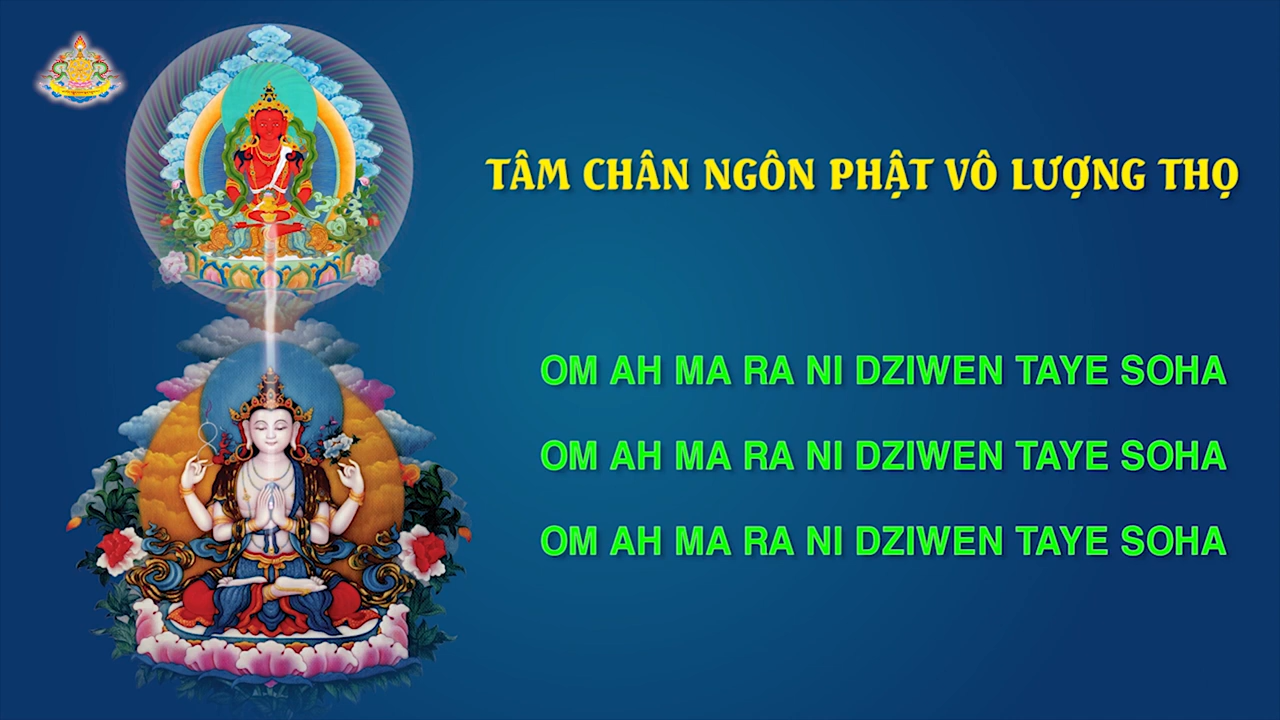 TÂM CHÂN NGÔN PHẬT VÔ LƯỢNG THỌ
OM AH MA RA NI DZIWEN TAYE SOHA
OM AH MA RA NI DZIWEN TAYE SOHA
OM AH MA RA NI DZIWEN TAYE SOHA